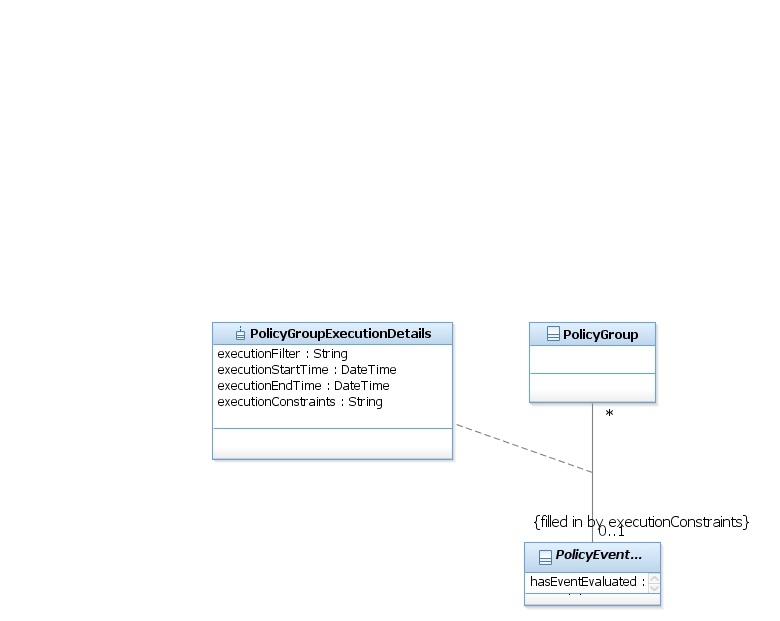 PolicyGroupExecutionDetails
executionFilter : String
executionStartTime : DateTime
executionEndTime : DateTime
executionConstraints : String
PolicyGroup
*
{filled in by executionConstraints}
0..1
PolicyEvent...
hasEventEvaluated :